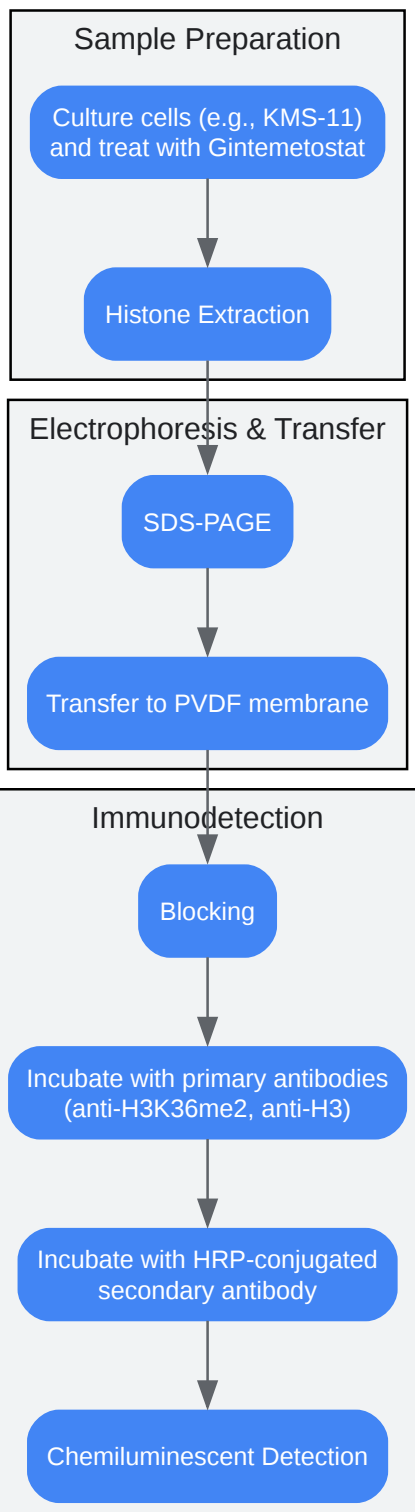 Sample Preparation
Culture cells (e.g., KMS-11)
and treat with Gintemetostat
Histone Extraction
Electrophoresis & Transfer
SDS-PAGE
Transfer to PVDF membrane
Immunodetection
Blocking
Incubate with primary antibodies
(anti-H3K36me2, anti-H3)
Incubate with HRP-conjugated
secondary antibody
Chemiluminescent Detection